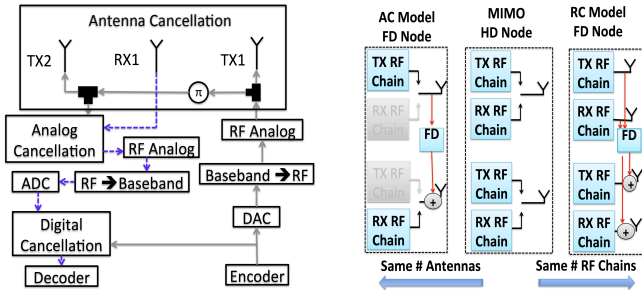 Antenna Cancellation
TX2
RX1
TX1
π
Analog
Cancellation
RF Analog
RF Analog
ADC
RF ➔ Baseband
Baseband ➔ RF
DAC
Digital
Cancellation
Decoder
Encoder
AC Model
FD Node
TX RF
Chain
RX RF
Chain
FD
TX RF
Chain
+
RX RF
Chain
MIMO
HD Node
TX RF
Chain
RX RF
Chain
TX RF
Chain
RX RF
Chain
RC Model
FD Node
TX RF
Chain
TX RF
Chain
FD
RX RF
Chain
+
RX RF
Chain
+
Same # Antennas
Same # RF Chains